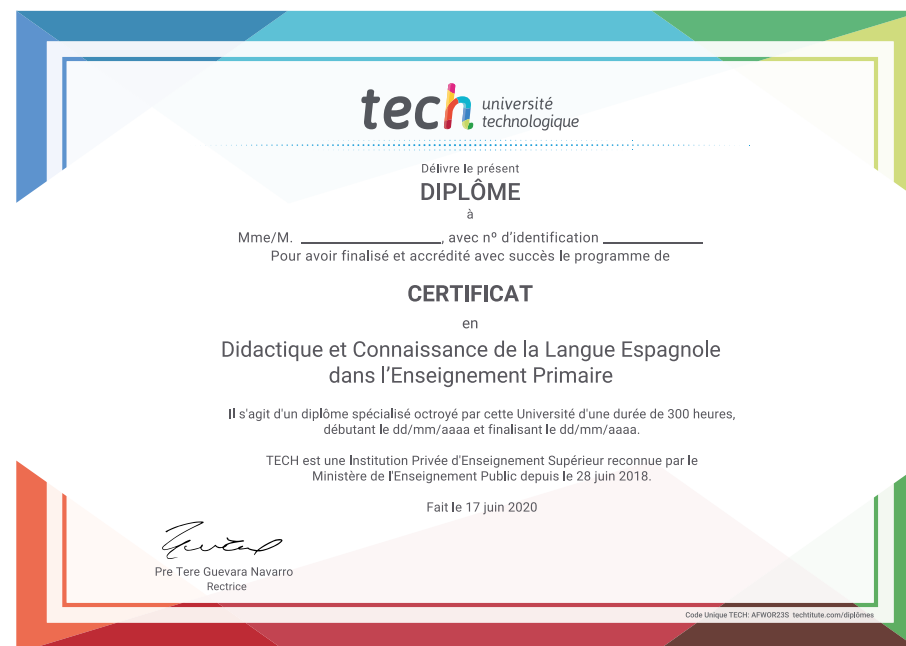 tech université
technologique
Délivre le présent
DIPLÔME
à
Mme/M. ____________________, avec nº d'identification ______________
Pour avoir finalisé et accrédité avec succès le programme de
CERTIFICAT
en
Didactique et Connaissance de la Langue Espagnole
dans l'Enseignement Primaire
Il s'agit d'un diplôme spécialisé octroyé par cette Université d'une durée de 300 heures,
débutant le dd/mm/aaaa et finalisant le dd/mm/aaaa.
TECH est une Institution Privée d'Enseignement Supérieur reconnue par le
Ministère de l'Enseignement Public depuis le 28 juin 2018.
Fait le 17 juin 2020
Pre Tere Guevara Navarro
Rectrice
Code Unique TECH: AFWOR23S techtitute.com/diplômes